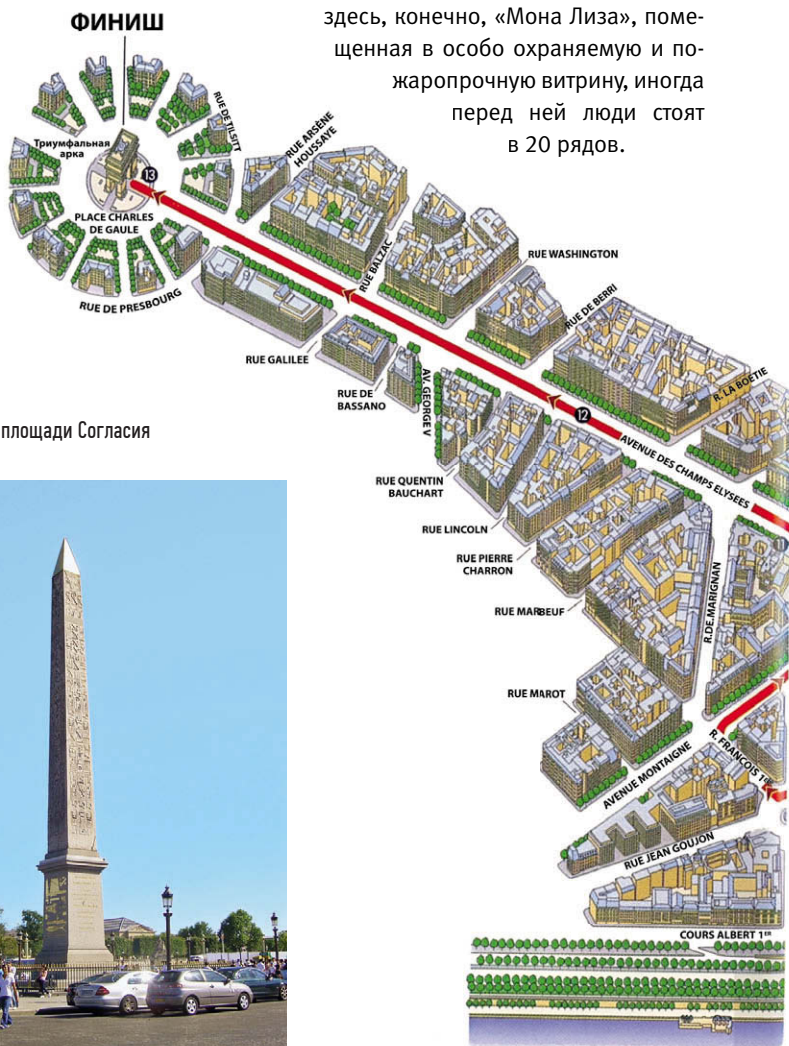 здесь, конечно, «Мона Лиза», поме-
щенная в особо охраняемую и по-
жаропрочную витрину, иногда
перед ней люди стоят
в 20 рядов.
ФИНИШ
RUE DE TILSITT
Триумфальная
арка
13
PLACE CHARLES
DE GAULE
RUE DE PRESBOURG
RUE ARSÈNE
HOUSSAYE
RUE BALZAC
RUE WASHINGTON
RUE DE BERRI
R. LA BOËTIE
RUE GALILEE
RUE DE
BASSANO
AV. GEORGE V
12
AVENUE DES CHAMPS ELYSEES
11
RUE QUENTIN
BAUCHART
RUE LINCOLN
RUE PIERRE
CHARRON
RUE MARBEUF
R.DE.MARIGNAN
RUE MAROT
AVENUE MONTAIGNE
R. FRANCOIS 1ER
RUE JEAN GOUJON
COURS ALBERT 1ER
площади Согласия